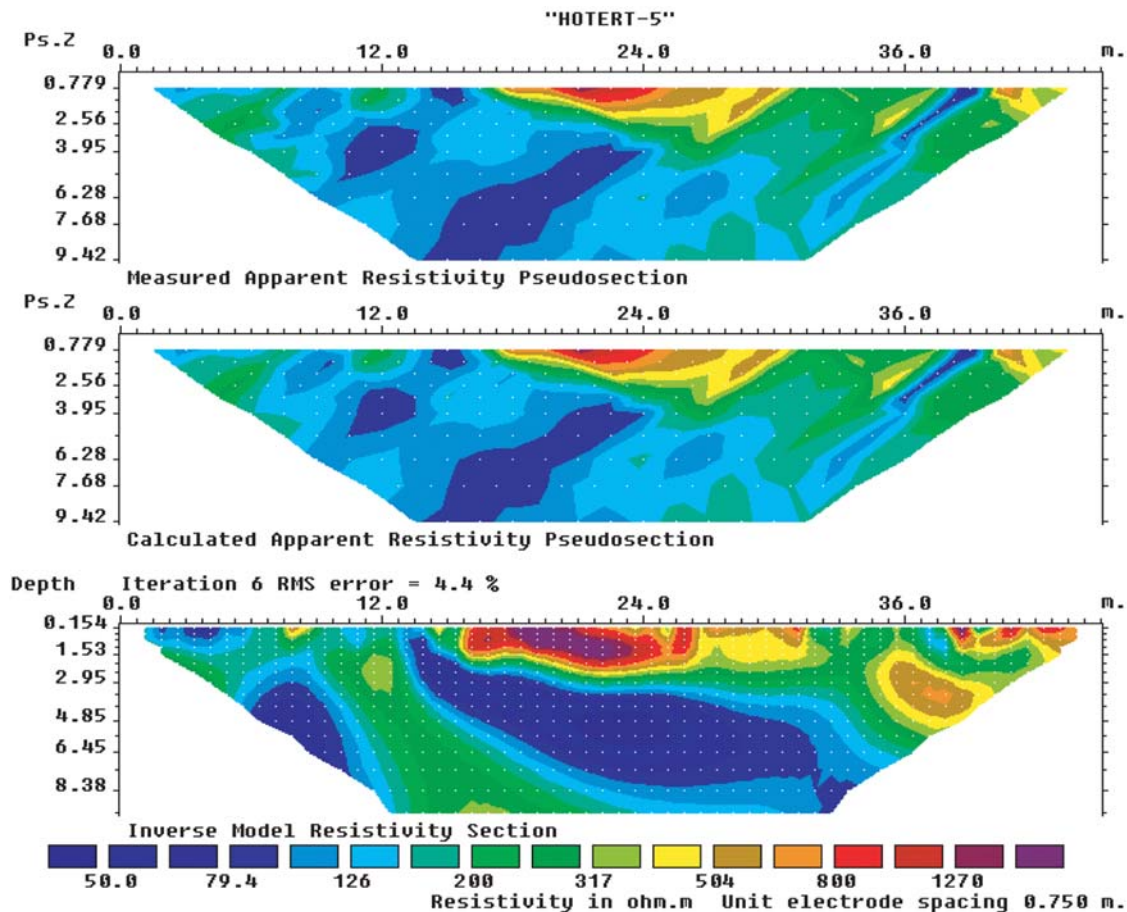 "HOTERT-5"
Ps.Z 0.0 12.0 24.0 36.0 m.
0.779
2.56
3.95
6.28
7.68
9.42
Measured Apparent Resistivity Pseudosection
Ps.Z 0.0 12.0 24.0 36.0 m.
0.779
2.56
3.95
6.28
7.68
9.42
Calculated Apparent Resistivity Pseudosection
Depth Iteration 6 RMS error = 4.4 %
0.0 12.0 24.0 36.0 m.
0.154
1.53
2.95
4.85
6.45
8.38
Inverse Model Resistivity Section
50.0 79.4 126 200 317 504 800 1270
Resistivity in ohm.m Unit electrode spacing 0.750 m.